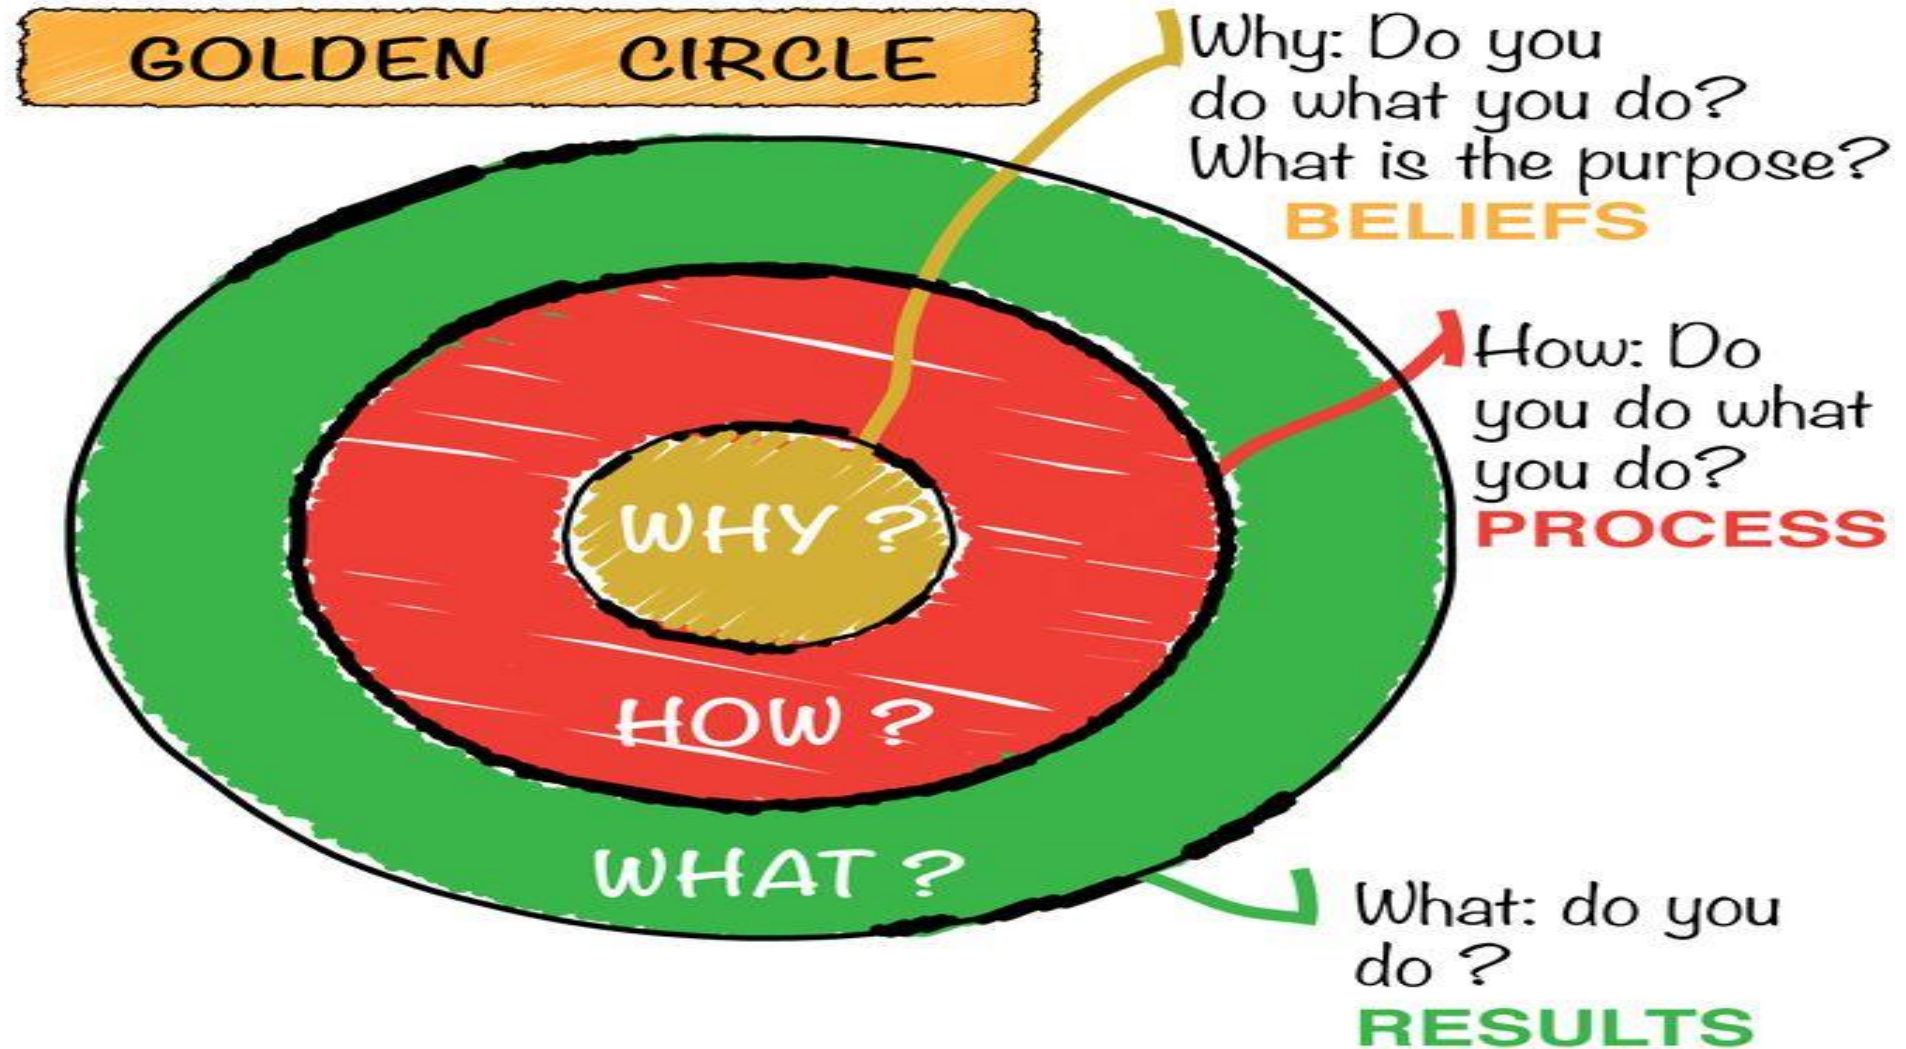 GOLDEN CIRCLE
Why: Do you
do what you do?
What is the purpose?
BELIEFS
How: Do
you do what
you do?
PROCESS
WHY ?
HOW ?
WHAT ?
What: do you
do ?
RESULTS